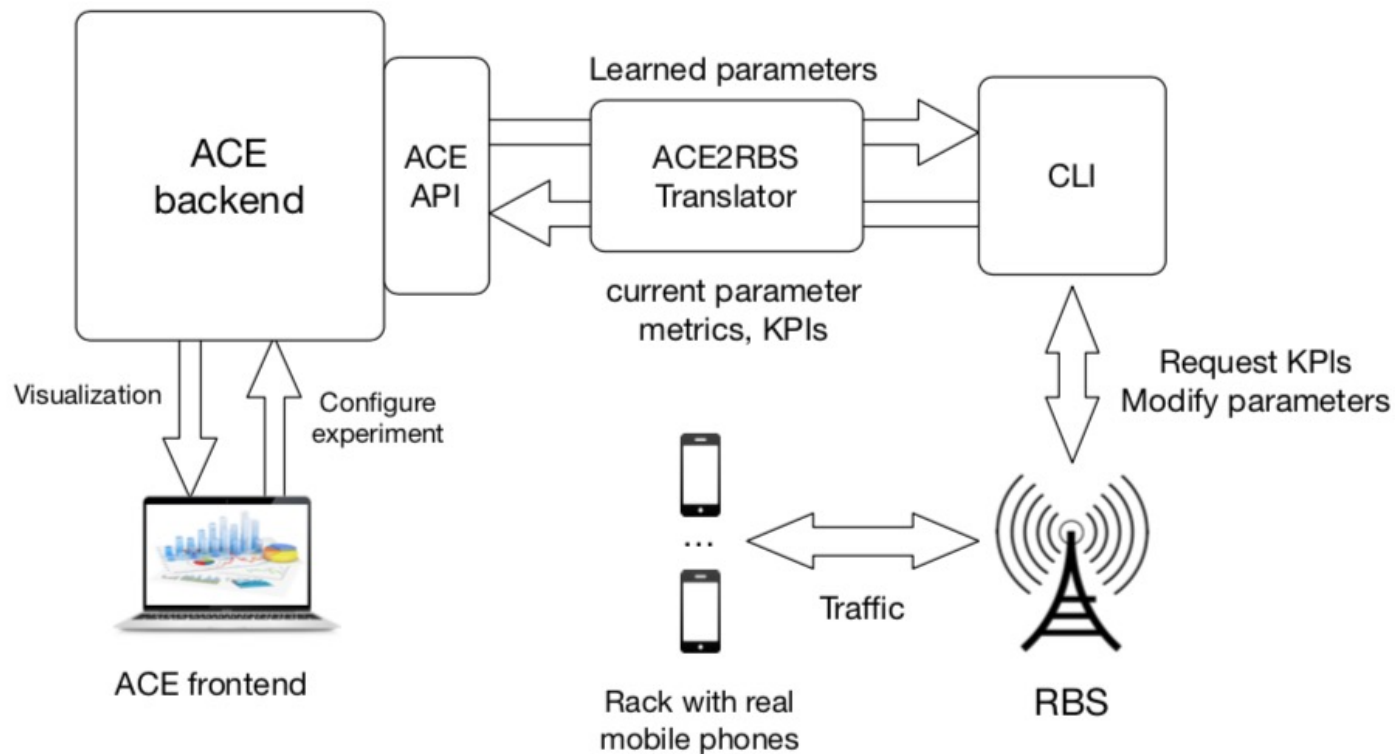 Learned parameters
ACE
backend
ACE
API
ACE2RBS
Translator
CLI
current parameter
metrics, KPIs
Visualization
Configure
experiment
Request KPIs
Modify parameters
...
Traffic
ACE frontend
Rack with real
mobile phones
RBS